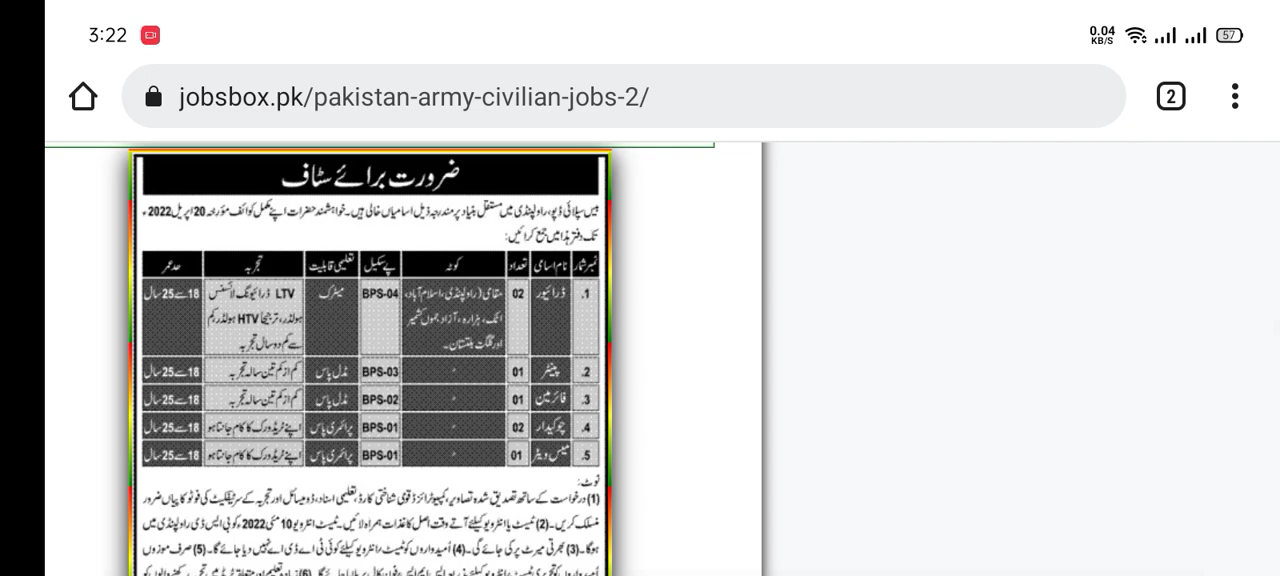 3:22
0.04 KB/S
57
jobsbox.pk/pakistan-army-civilian-jobs-2/
2
ضرورت برائے سٹاف
بیس سپلائی ڈپو، راولپنڈی میں مستقل بنیاد پر مندرجہ ذیل اسامیاں خالی ہیں۔ خواہشمند حضرات اپنے مکمل کوائف مؤرخہ 20 اپریل 2022ء
تک دفتر ہذا میں جمع کرائیں:
نمبرشمار نام اسامی تعداد کوٹہ پے سکیل تعلیمی قابلیت تجربہ حد عمر
1. ڈرائیور 02 مقامی (راولپنڈی، اسلام آباد، BPS-04 میٹرک LTV ڈرائیونگ لائسنس 18 سے 25 سال
اٹک، ہزارہ، آزاد جموں کشمیر ہولڈر، ترجیحاً HTV ہولڈر، کم
اور گلگت بلتستان۔ سے کم دو سال تجربہ
2. پینٹر 01 " BPS-03 مڈل پاس کم از کم تین سالہ تجربہ 18 سے 25 سال
3. فائرمین 01 " BPS-02 مڈل پاس کم از کم تین سالہ تجربہ 18 سے 25 سال
4. چوکیدار 02 " BPS-01 پرائمری پاس اپنے ٹریڈ ورک کا کام جانتا ہو 18 سے 25 سال
5. میس ویٹر 01 " BPS-01 پرائمری پاس اپنے ٹریڈ ورک کا کام جانتا ہو 18 سے 25 سال
نوٹ:
(1) درخواست کے ساتھ تصدیق شدہ تصاویر، کمپیوٹرائزڈ قومی شناختی کارڈ، تعلیمی اسناد، ڈومیسائل اور تجربہ کے سرٹیفکیٹ کی فوٹو کاپیاں ضرور
منسلک کریں۔ (2) ٹیسٹ یا انٹرویو کیلئے آتے وقت اصل کاغذات ہمراہ لائیں۔ ٹیسٹ انٹرویو 10 مئی 2022ء کو بی ایس ڈی راولپنڈی میں
ہوگا۔ (3) بھرتی میرٹ پر کی جائے گی۔ (4) اُمیدواروں کو ٹیسٹ، انٹرویو کیلئے کوئی ٹی اے ڈی اے نہیں دیا جائے گا۔ (5) صرف موزوں